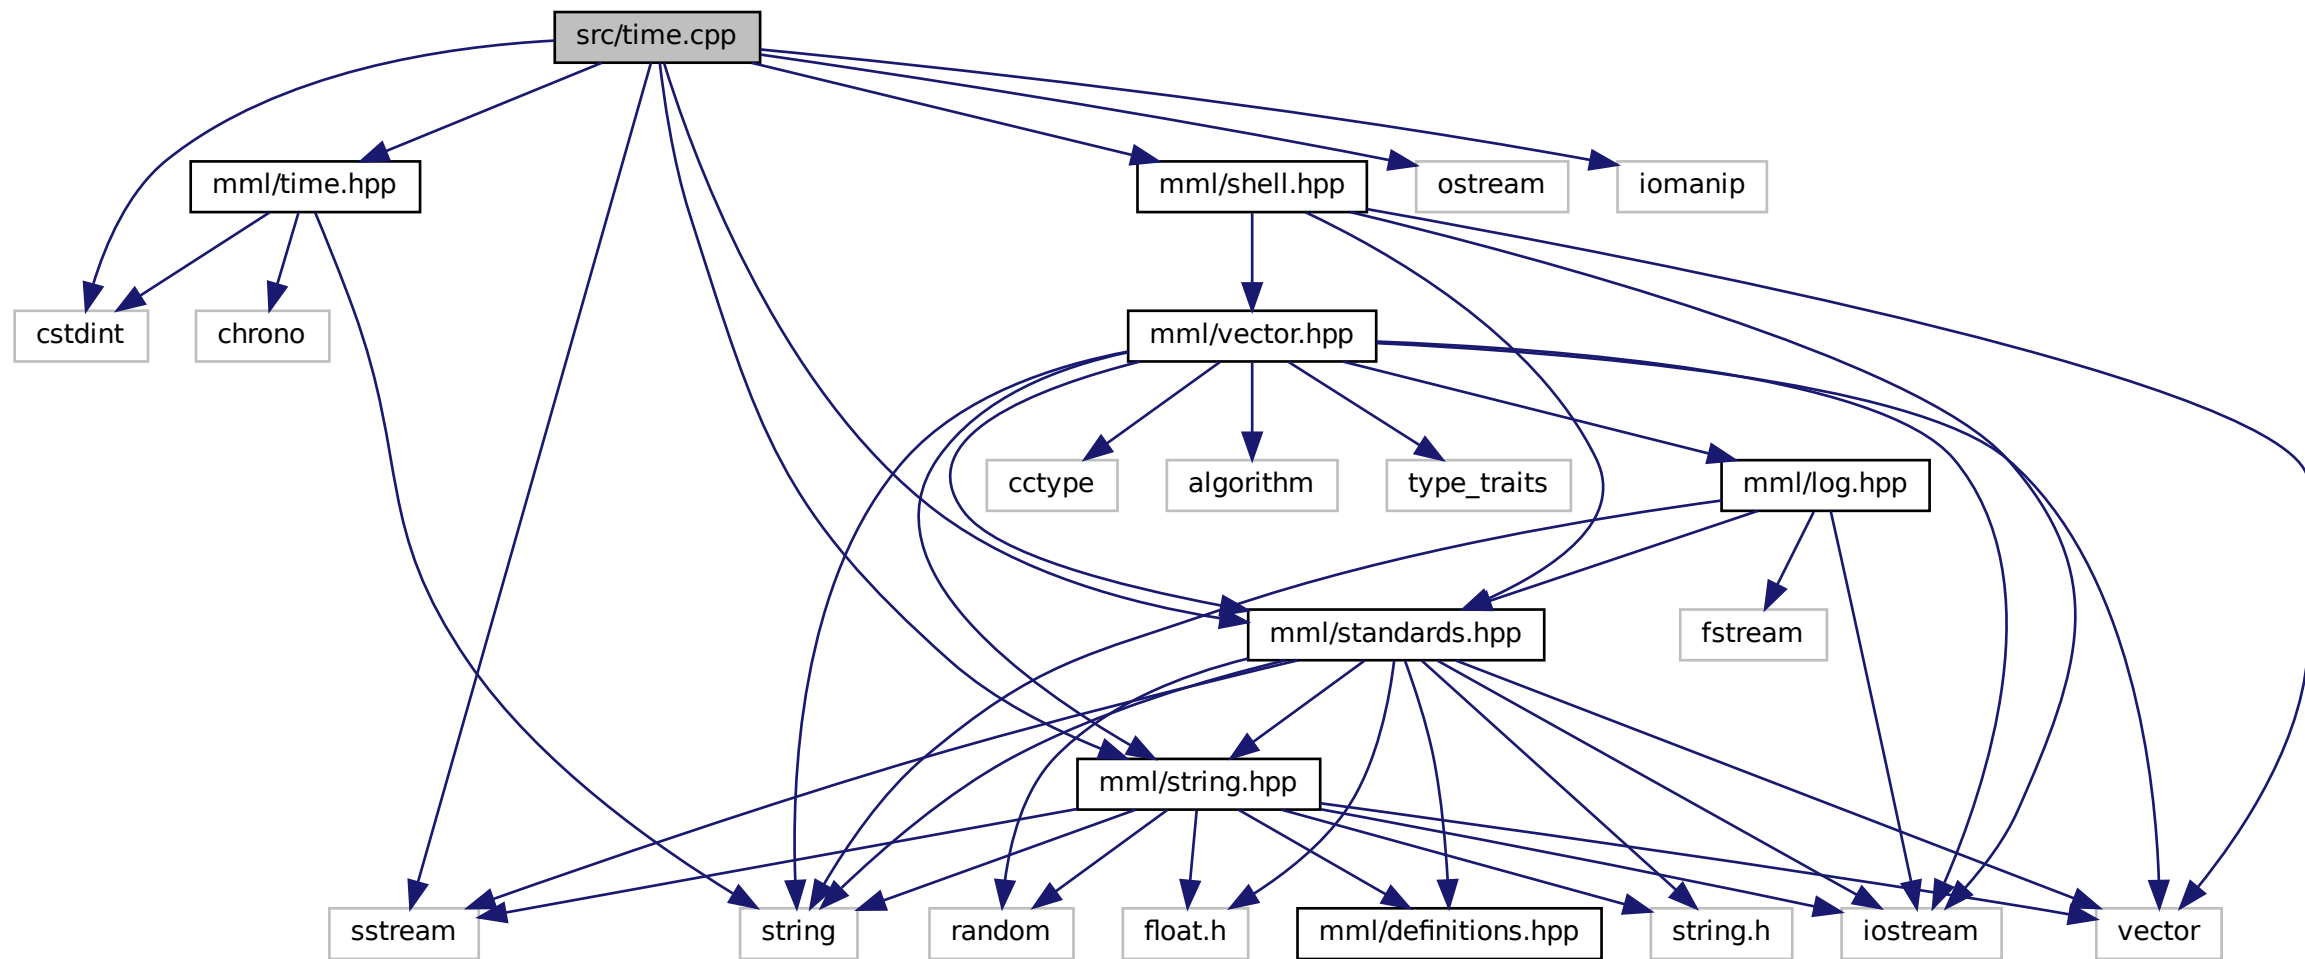 src/time.cpp
mml/time.hpp
mml/shell.hpp
ostream
iomanip
cstdint
chrono
mml/vector.hpp
cctype
algorithm
type_traits
mml/log.hpp
mml/standards.hpp
fstream
mml/string.hpp
sstream
string
random
float.h
mml/definitions.hpp
string.h
iostream
vector